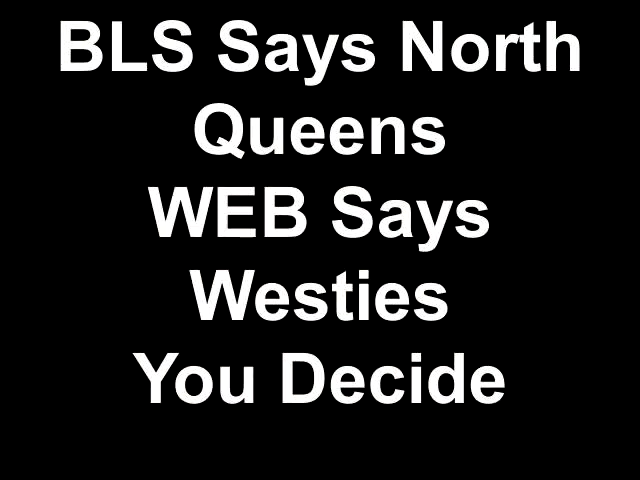 BLS Says North
Queens
WEB Says
Westies
You Decide